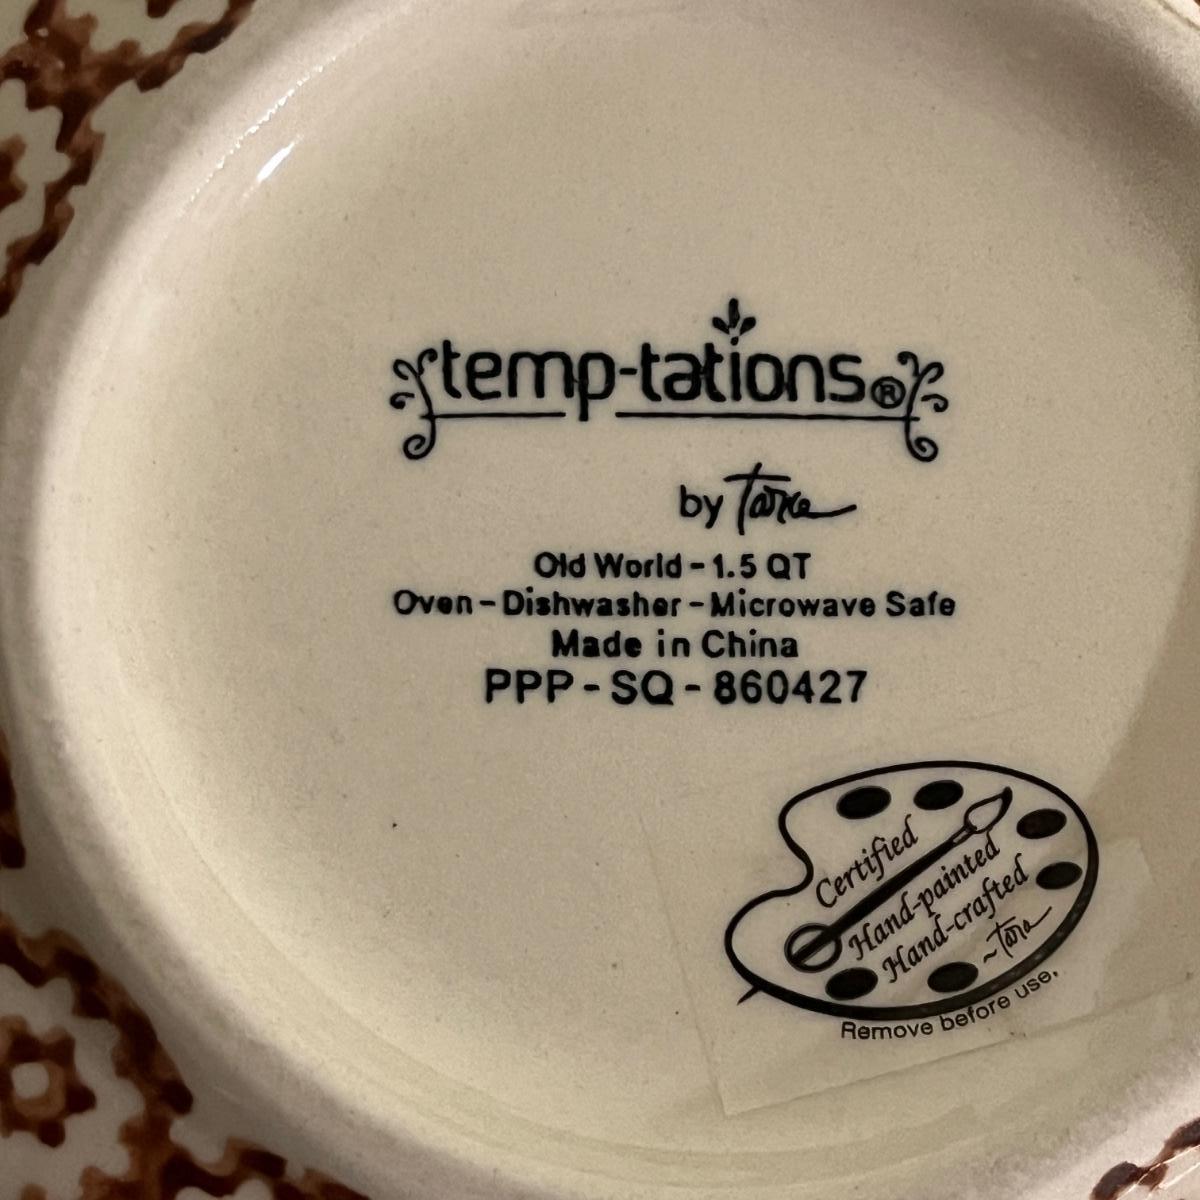 temp-tations®
by Tara
Old World - 1.5 QT
Oven - Dishwasher - Microwave Safe
Made in China
PPP - SQ - 860427
Certified
Hand-painted
Hand-crafted
~Tara
Remove before use.